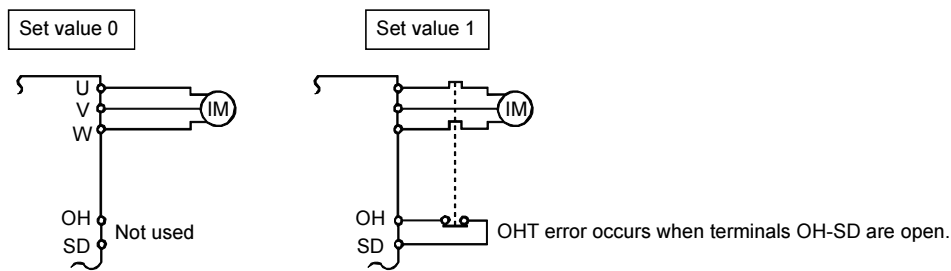 Set value 0
Set value 1
U
V
W
IM
IM
OH
SD
Not used
OH
SD
OHT error occurs when terminals OH-SD are open.